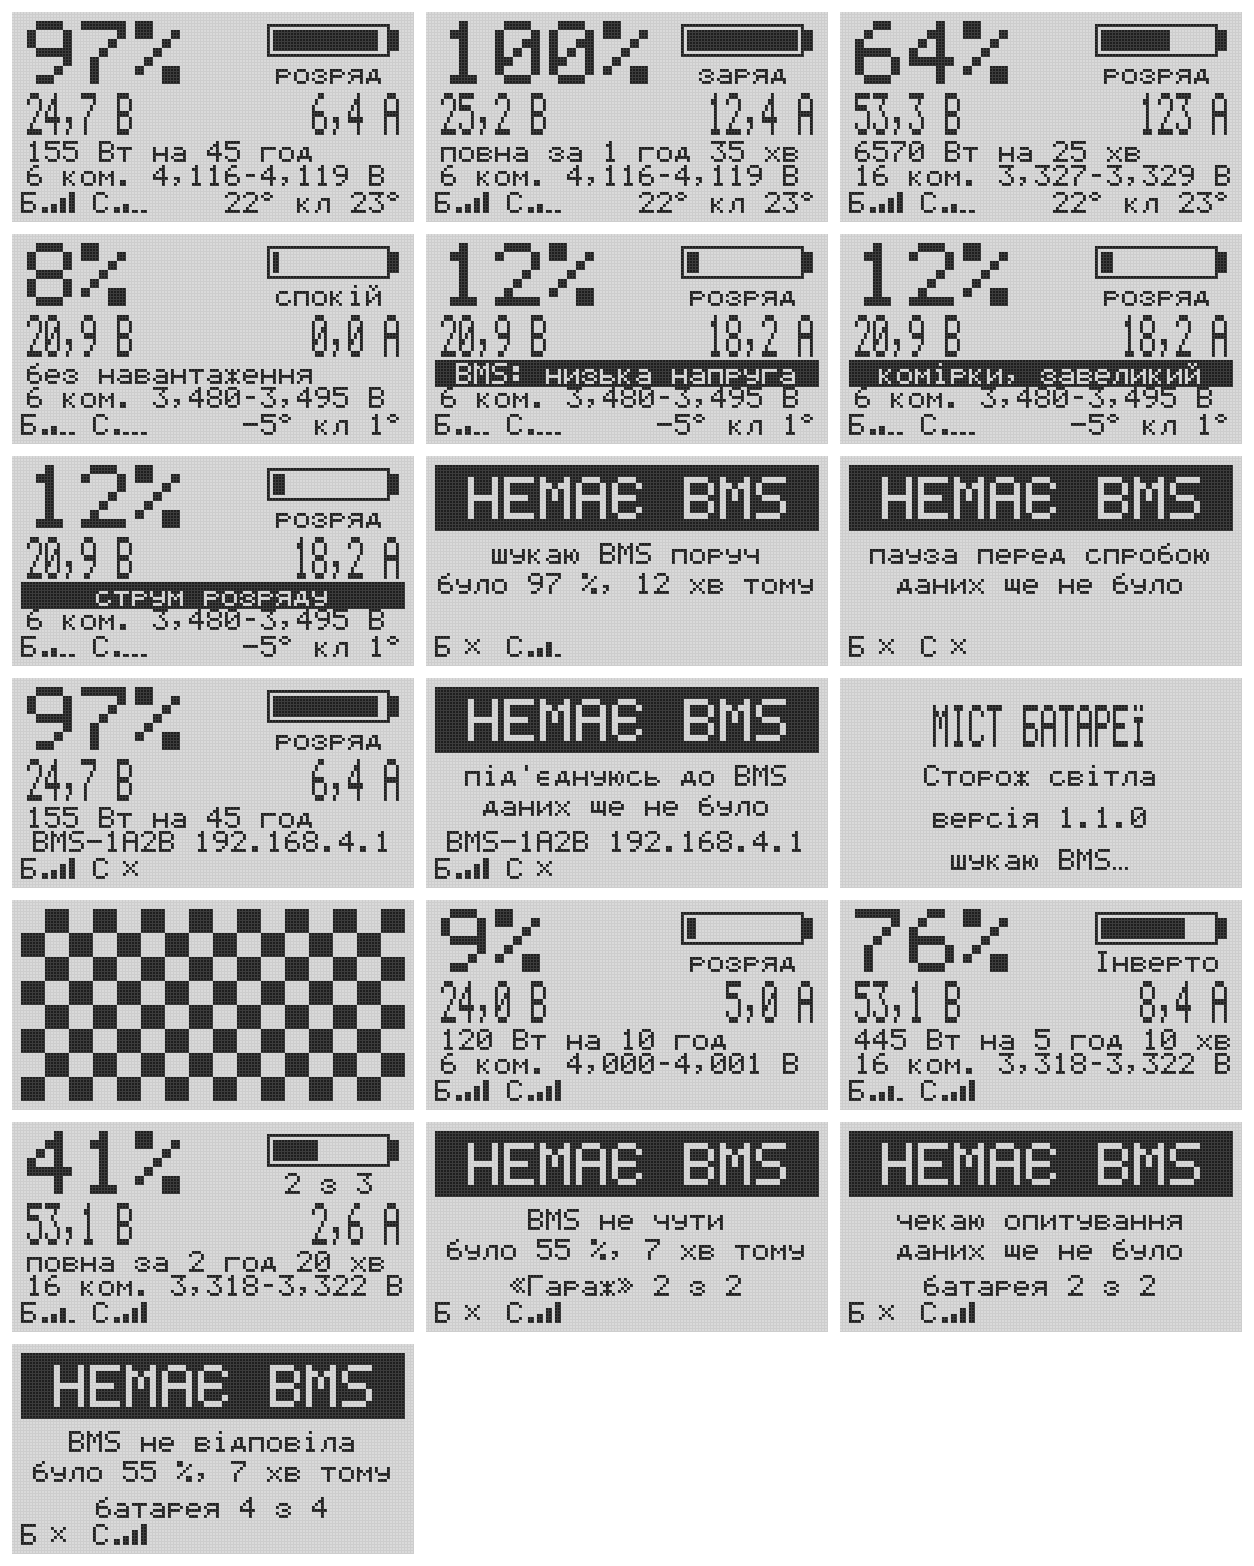 97%
розряд
24,7 В 6,4 А
155 Вт на 45 год
6 ком. 4,116-4,119 В
Б С 22° кл 23°
100%
заряд
25,2 В 12,4 А
повна за 1 год 35 хв
6 ком. 4,116-4,119 В
Б С 22° кл 23°
64%
розряд
53,3 В 123 А
6570 Вт на 25 хв
16 ком. 3,327-3,329 В
Б С 22° кл 23°
8%
спокій
20,9 В 0,0 А
без навантаження
6 ком. 3,480-3,495 В
Б С -5° кл 1°
12%
розряд
20,9 В 18,2 А
BMS: низька напруга
6 ком. 3,480-3,495 В
Б С -5° кл 1°
12%
розряд
20,9 В 18,2 А
комірки, завеликий
6 ком. 3,480-3,495 В
Б С -5° кл 1°
12%
розряд
20,9 В 18,2 А
струм розряду
6 ком. 3,480-3,495 В
Б С -5° кл 1°
НЕМАЄ BMS
шукаю BMS поруч
було 97 %, 12 хв тому
Б × С
НЕМАЄ BMS
пауза перед спробою
даних ще не було
Б × С ×
97%
розряд
24,7 В 6,4 А
155 Вт на 45 год
BMS-1A2B 192.168.4.1
Б С ×
НЕМАЄ BMS
під'єднуюсь до BMS
даних ще не було
BMS-1A2B 192.168.4.1
Б С ×
МІСТ БАТАРЕЇ
Сторож світла
версія 1.1.0
шукаю BMS…
9%
розряд
24,0 В 5,0 А
120 Вт на 10 год
6 ком. 4,000-4,001 В
Б С
76%
Інверто
53,1 В 8,4 А
445 Вт на 5 год 10 хв
16 ком. 3,318-3,322 В
Б С
41%
2 з 3
53,1 В 2,6 А
повна за 2 год 20 хв
16 ком. 3,318-3,322 В
Б С
НЕМАЄ BMS
BMS не чути
було 55 %, 7 хв тому
«Гараж» 2 з 2
Б × С
НЕМАЄ BMS
чекаю опитування
даних ще не було
батарея 2 з 2
Б × С
НЕМАЄ BMS
BMS не відповіла
було 55 %, 7 хв тому
батарея 4 з 4
Б × С